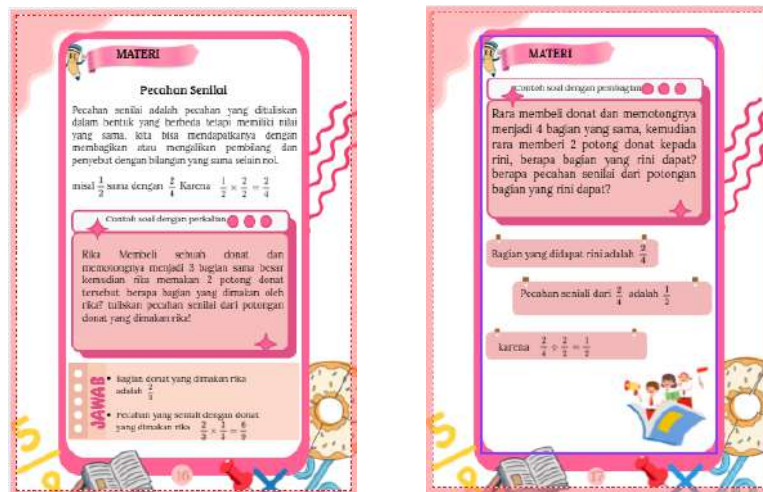 MATERI
Pecahan Senilai
Pecahan senilai adalah pecahan yang dituliskan
dalam bentuk yang berbeda tetapi memiliki nilai
yang sama, kita bisa mendapatkanya dengan
membagikan atau mengalikan pembilang dan
penyebut dengan bilangan yang sama selain nol.
misal 1/2 sama dengan 2/4 Karena 1/2 × 2/2 = 2/4
Contoh soal dengan perkalian
Rika Membeli sebuah donat dan
memotongnya menjadi 3 bagian sama besar
kemudian rika memakan 2 potong donat
tersebut. berapa bagian yang dimakan oleh
rika? tuliskan pecahan senilai dari potongan
donat yang dimakan rika!
JAWAB
• Bagian donat yang dimakan rika
adalah 2/3
• Pecahan yang senilai dengan donat
yang dimakan rika 2/3 × 3/3 = 6/9
16
MATERI
Contoh soal dengan pembagian
Rara membeli donat dan memotongnya
menjadi 4 bagian yang sama, kemudian
rara memberi 2 potong donat kepada
rini, berapa bagian yang rini dapat?
berapa pecahan senilai dari potongan
bagian yang rini dapat?
Bagian yang didapat rini adalah 2/4
Pecahan seniali dari 2/4 adalah 1/2
karena 2/4 ÷ 2/2 = 1/2
17